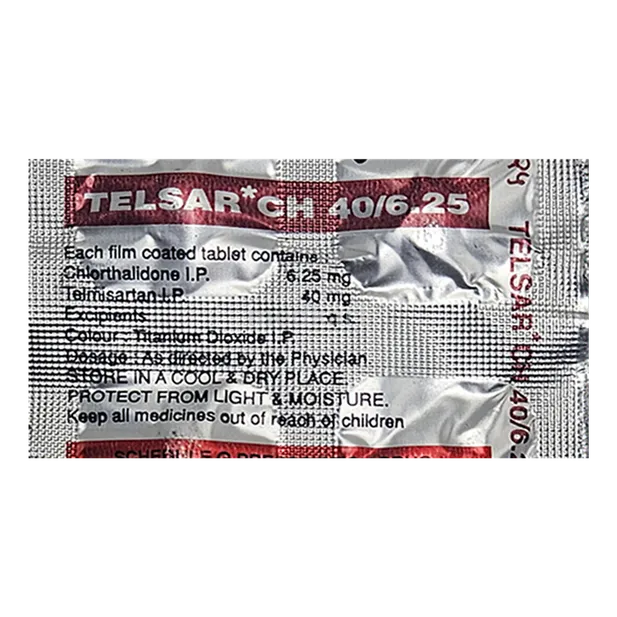 TELSAR* CH 40/6.25
Each film coated tablet contains :
Chlorthalidone I.P. 6.25 mg
Telmisartan I.P. 40 mg
Excipients q.s.
Colour : Titanium Dioxide I.P.
Dosage : As directed by the Physician
STORE IN A COOL & DRY PLACE.
PROTECT FROM LIGHT & MOISTURE.
Keep all medicines out of reach of children
TELSAR* CH 40/6.2